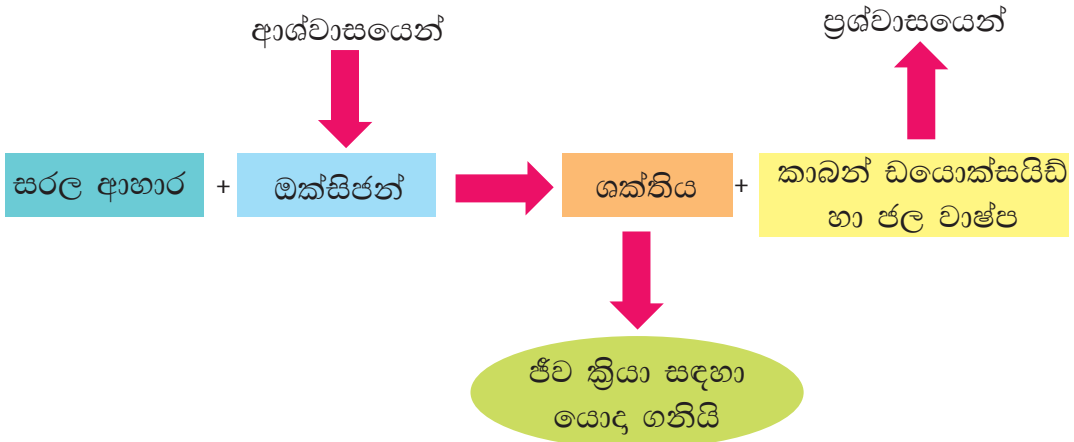 ආශ්වාසයෙන්
ප්‍රශ්වාසයෙන්
සරල ආහාර + ඔක්සිජන් ශක්තිය + කාබන් ඩයොක්සයිඩ්
හා ජල වාෂ්ප
ජීව ක්‍රියා සඳහා
යොදා ගනියි